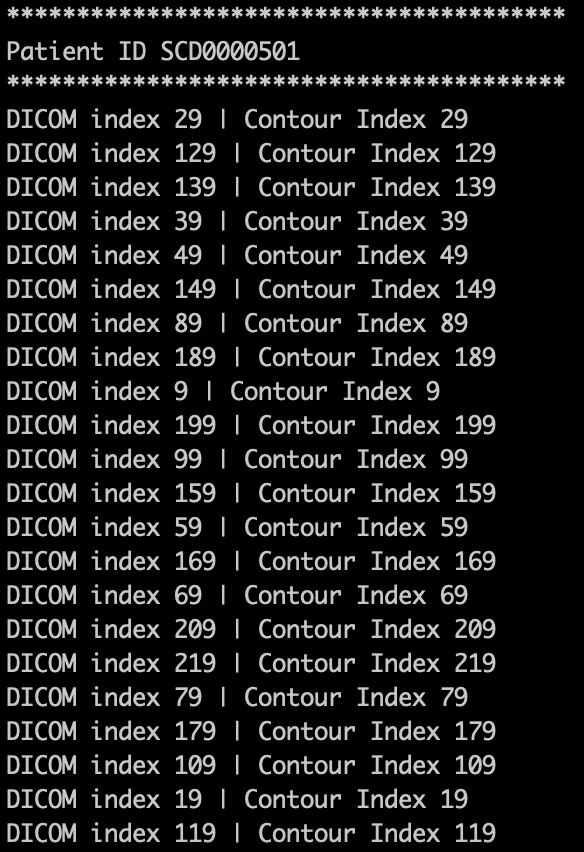 ****************************************
Patient ID SCD0000501
****************************************
DICOM index 29 | Contour Index 29
DICOM index 129 | Contour Index 129
DICOM index 139 | Contour Index 139
DICOM index 39 | Contour Index 39
DICOM index 49 | Contour Index 49
DICOM index 149 | Contour Index 149
DICOM index 89 | Contour Index 89
DICOM index 189 | Contour Index 189
DICOM index 9 | Contour Index 9
DICOM index 199 | Contour Index 199
DICOM index 99 | Contour Index 99
DICOM index 159 | Contour Index 159
DICOM index 59 | Contour Index 59
DICOM index 169 | Contour Index 169
DICOM index 69 | Contour Index 69
DICOM index 209 | Contour Index 209
DICOM index 219 | Contour Index 219
DICOM index 79 | Contour Index 79
DICOM index 179 | Contour Index 179
DICOM index 109 | Contour Index 109
DICOM index 19 | Contour Index 19
DICOM index 119 | Contour Index 119